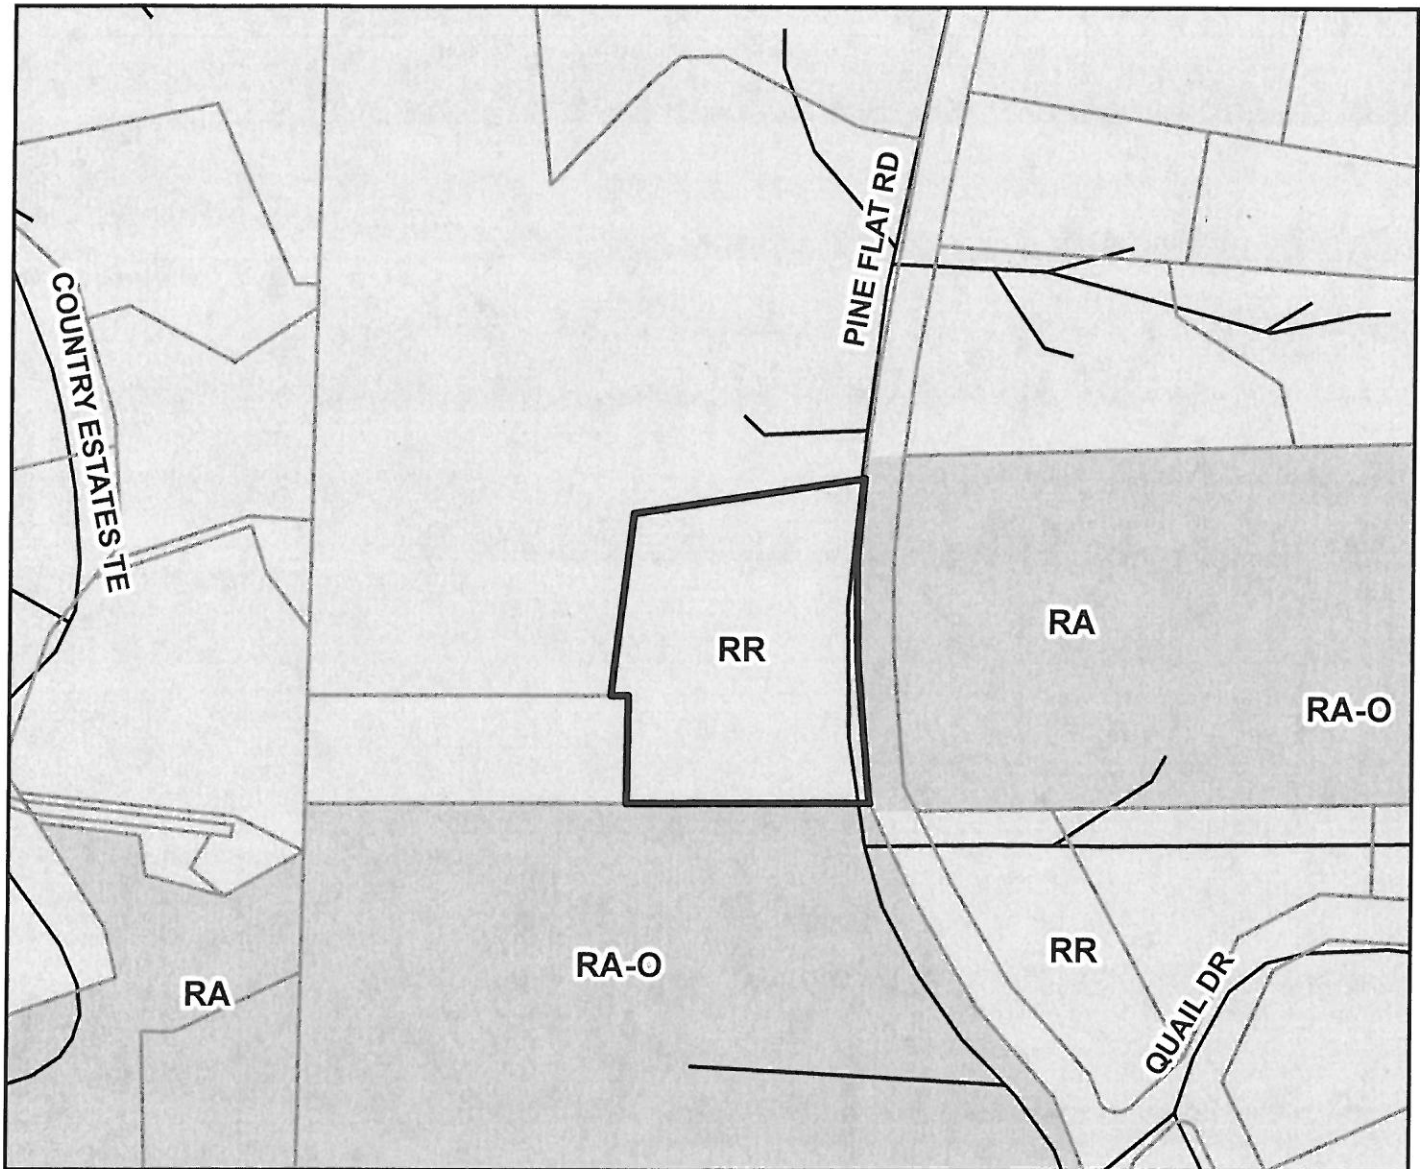 PINE FLAT RD
COUNTRY ESTATES TE
RR
RA
RA-O
RA-O
RR
RA
QUAIL DR